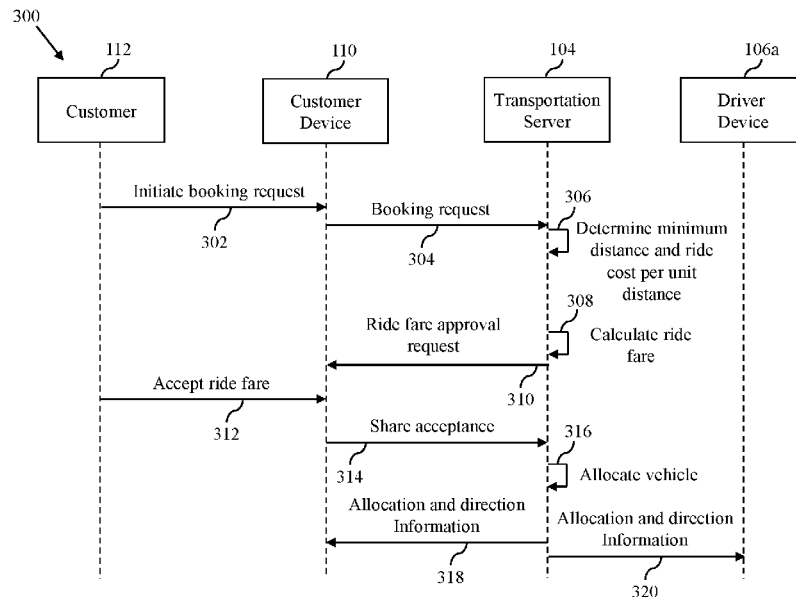 300
112
110
104
106a
Customer
Customer
Device
Transportation
Server
Driver
Device
Initiate booking request
302
Booking request
304
306
Determine minimum
distance and ride
cost per unit
distance
308
Calculate ride
fare
Ride fare approval
request
310
Accept ride fare
312
Share acceptance
314
316
Allocate vehicle
Allocation and direction
Information
318
Allocation and direction
Information
320